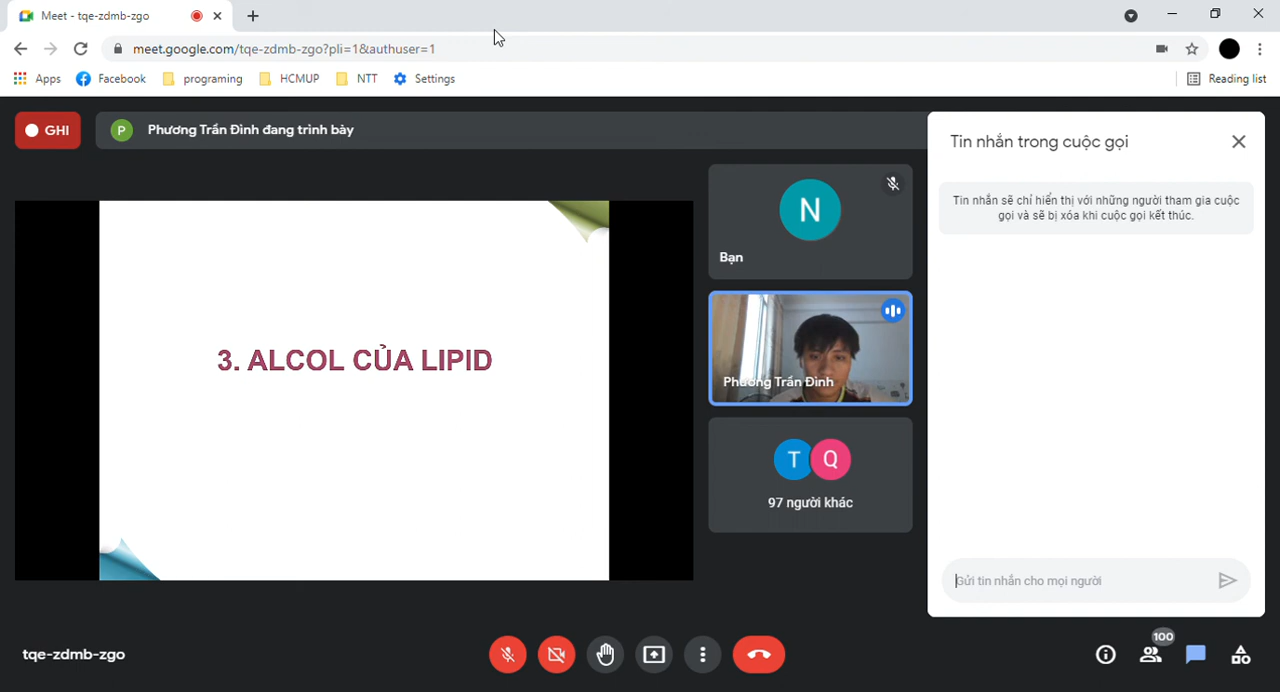 Meet - tqe-zdmb-zgo
meet.google.com/tqe-zdmb-zgo?pli=1&authuser=1
Apps Facebook programing HCMUP NTT Settings Reading list
GHI
P Phương Trần Đình đang trình bày
3. ALCOL CỦA LIPID
N
Bạn
Phương Trần Đình
T Q
97 người khác
Tin nhắn trong cuộc gọi
Tin nhắn sẽ chỉ hiển thị với những người tham gia cuộc
gọi và sẽ bị xóa khi cuộc gọi kết thúc.
Gửi tin nhắn cho mọi người
tqe-zdmb-zgo
100